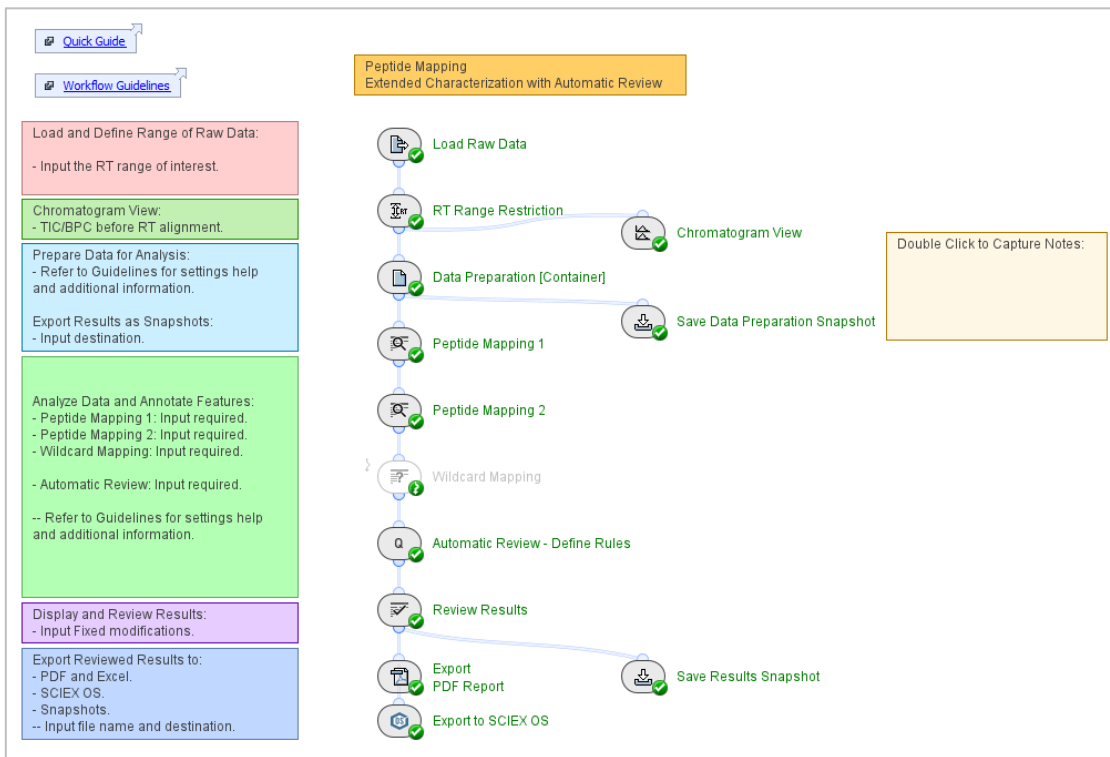 Quick Guide
Workflow Guidelines
Peptide Mapping
Extended Characterization with Automatic Review
Load and Define Range of Raw Data:
- Input the RT range of interest.
Chromatogram View:
- TIC/BPC before RT alignment.
Prepare Data for Analysis:
- Refer to Guidelines for settings help
and additional information.
Export Results as Snapshots:
- Input destination.
Analyze Data and Annotate Features:
- Peptide Mapping 1: Input required.
- Peptide Mapping 2: Input required.
- Wildcard Mapping: Input required.
- Automatic Review: Input required.
-- Refer to Guidelines for settings help
and additional information.
Display and Review Results:
- Input Fixed modifications.
Export Reviewed Results to:
- PDF and Excel.
- SCIEX OS.
- Snapshots.
-- Input file name and destination.
Load Raw Data
RT
RT Range Restriction
Chromatogram View
Data Preparation [Container]
Save Data Preparation Snapshot
Peptide Mapping 1
Peptide Mapping 2
?
Wildcard Mapping
Q
Automatic Review - Define Rules
Review Results
Export
PDF Report
Save Results Snapshot
OS
Export to SCIEX OS
Double Click to Capture Notes: